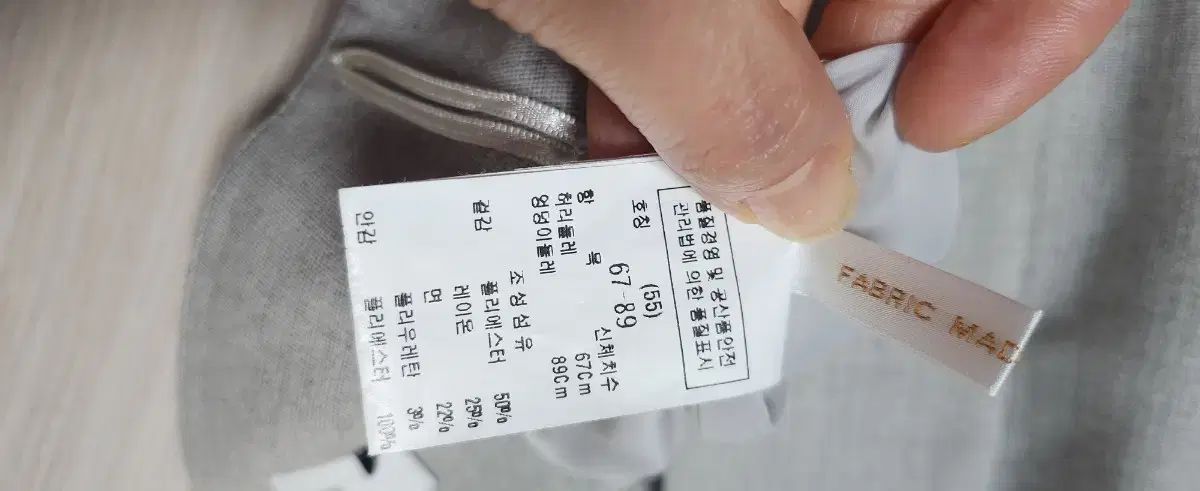 품질경영 및 공산품안전
관리법에 의한 품질표시
호칭 (55)
67-89
항 목 신체치수
허리둘레 67Cm
엉덩이둘레 89Cm
조성섬유
겉감 폴리에스터 50%
레이온 25%
면 22%
폴리우레탄 3%
안감 폴리에스터 100%
FABRIC MAD